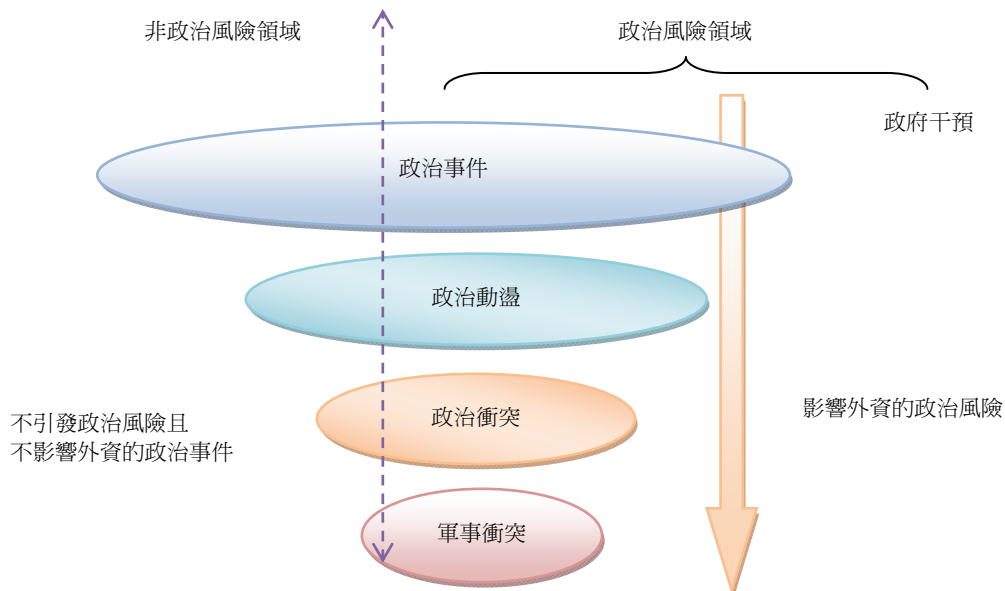 非政治風險領域
政治風險領域
政府干預
政治事件
政治動盪
政治衝突
不引發政治風險且
不影響外資的政治事件
影響外資的政治風險
軍事衝突